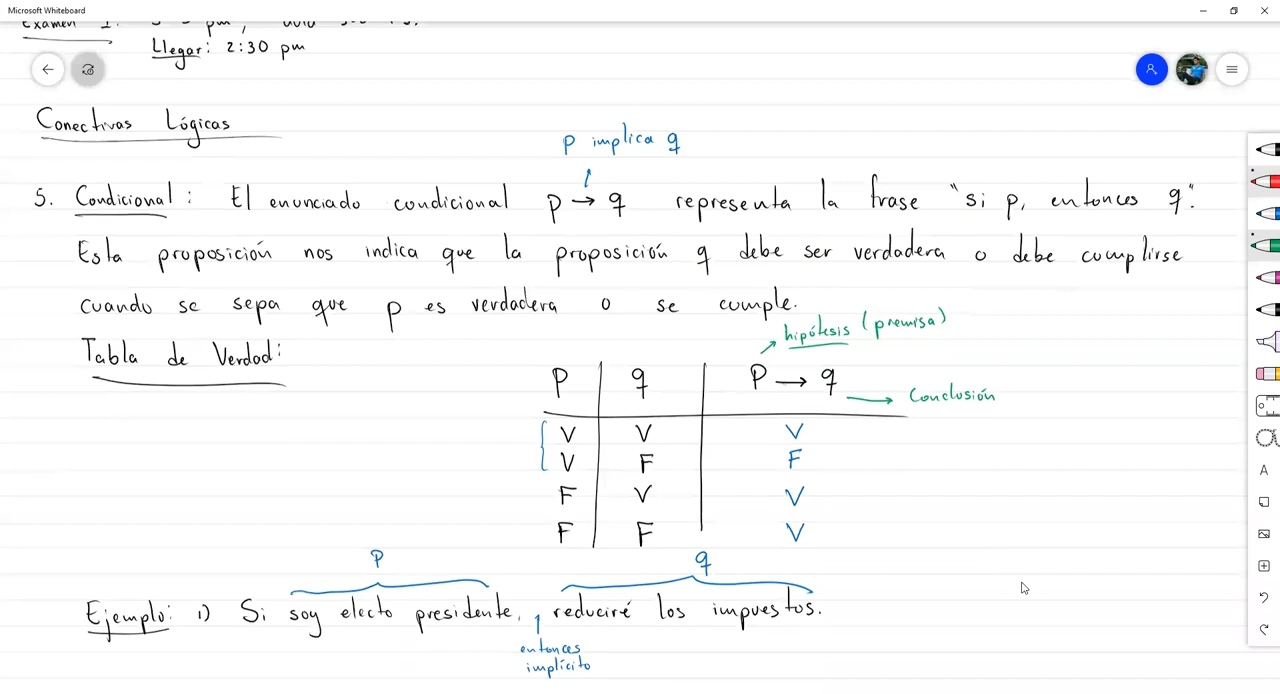 Microsoft Whiteboard
Llegar: 2:30 pm
Conectivas Lógicas
p implica q
5. Condicional: El enunciado condicional p → q representa la frase "si p, entonces q".
Esta proposición nos indica que la proposición q debe ser verdadera o debe cumplirse
cuando se sepa que p es verdadera o se cumple.
hipótesis (premisa)
Tabla de Verdad:
p q p → q
Conclusión
V V V
V F F
F V V
F F V
p q
Ejemplo: 1) Si soy electo presidente, reduciré los impuestos.
entonces
implícito